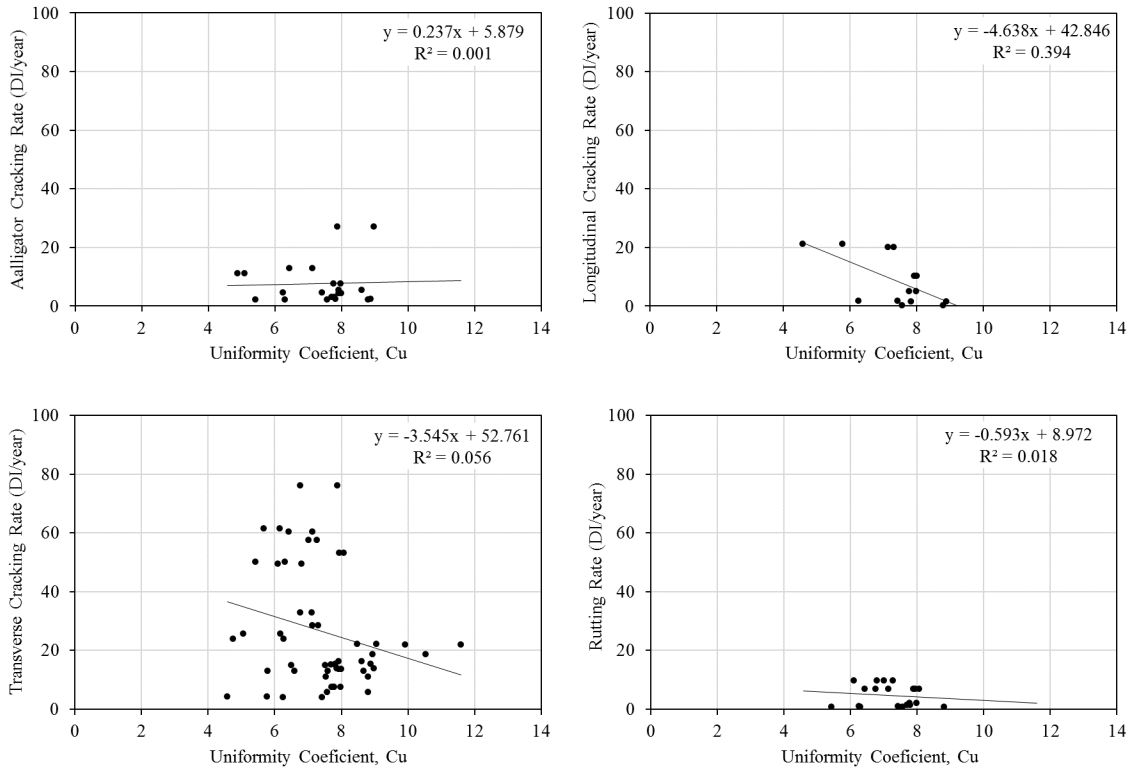 Aalligator Cracking Rate (DI/year)
100
80
60
40
20
0
y = 0.237x + 5.879
R² = 0.001
0 2 4 6 8 10 12 14
Uniformity Coeficient, Cu
Longitudinal Cracking Rate (DI/year)
100
80
60
40
20
0
y = -4.638x + 42.846
R² = 0.394
0 2 4 6 8 10 12 14
Uniformity Coeficient, Cu
Transverse Cracking Rate (DI/year)
100
80
60
40
20
0
y = -3.545x + 52.761
R² = 0.056
0 2 4 6 8 10 12 14
Uniformity Coeficient, Cu
Rutting Rate (DI/year)
100
80
60
40
20
0
y = -0.593x + 8.972
R² = 0.018
0 2 4 6 8 10 12 14
Uniformity Coeficient, Cu